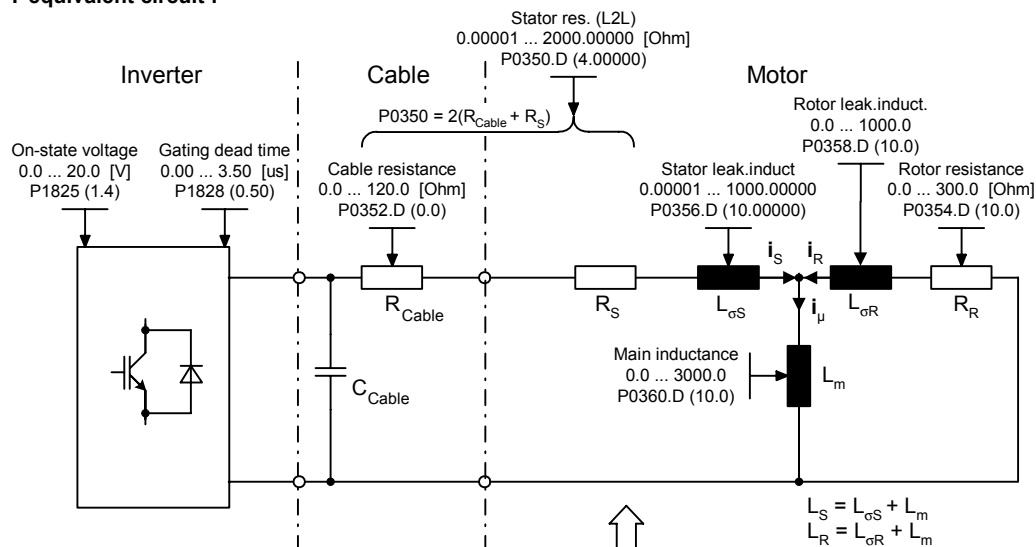 Stator res. (L2L)
0.00001 ... 2000.00000 [Ohm]
P0350.D (4.00000)
Inverter
Cable
Motor
P0350 = 2(R_Cable + R_S)
Rotor leak.induct.
0.0 ... 1000.0
P0358.D (10.0)
On-state voltage
0.0 ... 20.0 [V]
P1825 (1.4)
Gating dead time
0.00 ... 3.50 [us]
P1828 (0.50)
Cable resistance
0.0 ... 120.0 [Ohm]
P0352.D (0.0)
Stator leak.induct
0.00001 ... 1000.00000
P0356.D (10.00000)
Rotor resistance
0.0 ... 300.0 [Ohm]
P0354.D (10.0)
i_S
i_R
R_Cable
R_S
L_σS
i_μ
L_σR
R_R
C_Cable
Main inductance
0.0 ... 3000.0
P0360.D (10.0)
L_m
L_S = L_σS + L_m
L_R = L_σR + L_m